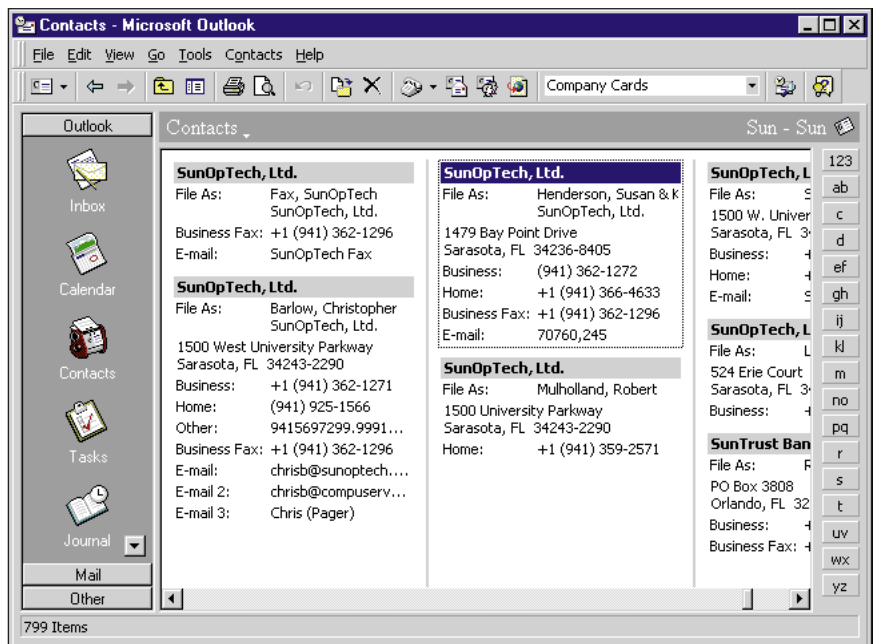 Contacts - Microsoft Outlook
File Edit View Go Tools Contacts Help
Company Cards
Outlook
Inbox
Calendar
Contacts
Tasks
Journal
Mail
Other
Contacts
Sun - Sun
SunOpTech, Ltd.
File As: Fax, SunOpTech
SunOpTech, Ltd.
Business Fax: +1 (941) 362-1296
E-mail: SunOpTech Fax
SunOpTech, Ltd.
File As: Barlow, Christopher
SunOpTech, Ltd.
1500 West University Parkway
Sarasota, FL 34243-2290
Business: +1 (941) 362-1271
Home: (941) 925-1566
Other: 9415697299.9991...
Business Fax: +1 (941) 362-1296
E-mail: chrisb@sunoptech....
E-mail 2: chrisb@compuserv...
E-mail 3: Chris (Pager)
SunOpTech, Ltd.
File As: Henderson, Susan & K
SunOpTech, Ltd.
1479 Bay Point Drive
Sarasota, FL 34236-8405
Business: (941) 362-1272
Home: +1 (941) 366-4633
Business Fax: +1 (941) 362-1296
E-mail: 70760,245
SunOpTech, Ltd.
File As: Mulholland, Robert
1500 University Parkway
Sarasota, FL 34243-2290
Home: +1 (941) 359-2571
SunOpTech, L
File As: S
1500 W. Univer
Sarasota, FL 3
Business: +
Home: +
E-mail: S
SunOpTech, L
File As: L
524 Erie Court
Sarasota, FL 3
Business: +
SunTrust Ban
File As:
PO Box 3808
Orlando, FL 32
Business: +
Business Fax: +
123
ab
c
d
ef
gh
ij
kl
m
no
pq
r
s
t
uv
wx
yz
799 Items